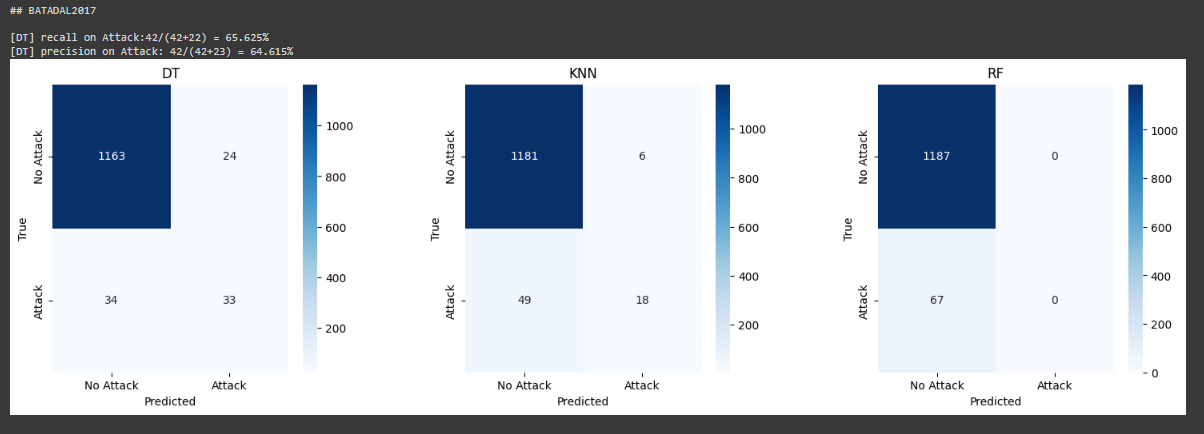 ## BATADAL2017
[DT] recall on Attack:42/(42+22) = 65.625%
[DT] precision on Attack: 42/(42+23) = 64.615%
DT
No Attack
Attack
True
1163
24
34
33
No Attack
Attack
Predicted
1000
800
600
400
200
KNN
No Attack
Attack
True
1181
6
49
18
No Attack
Attack
Predicted
1000
800
600
400
200
RF
No Attack
Attack
True
1187
0
67
0
No Attack
Attack
Predicted
1000
800
600
400
200
0